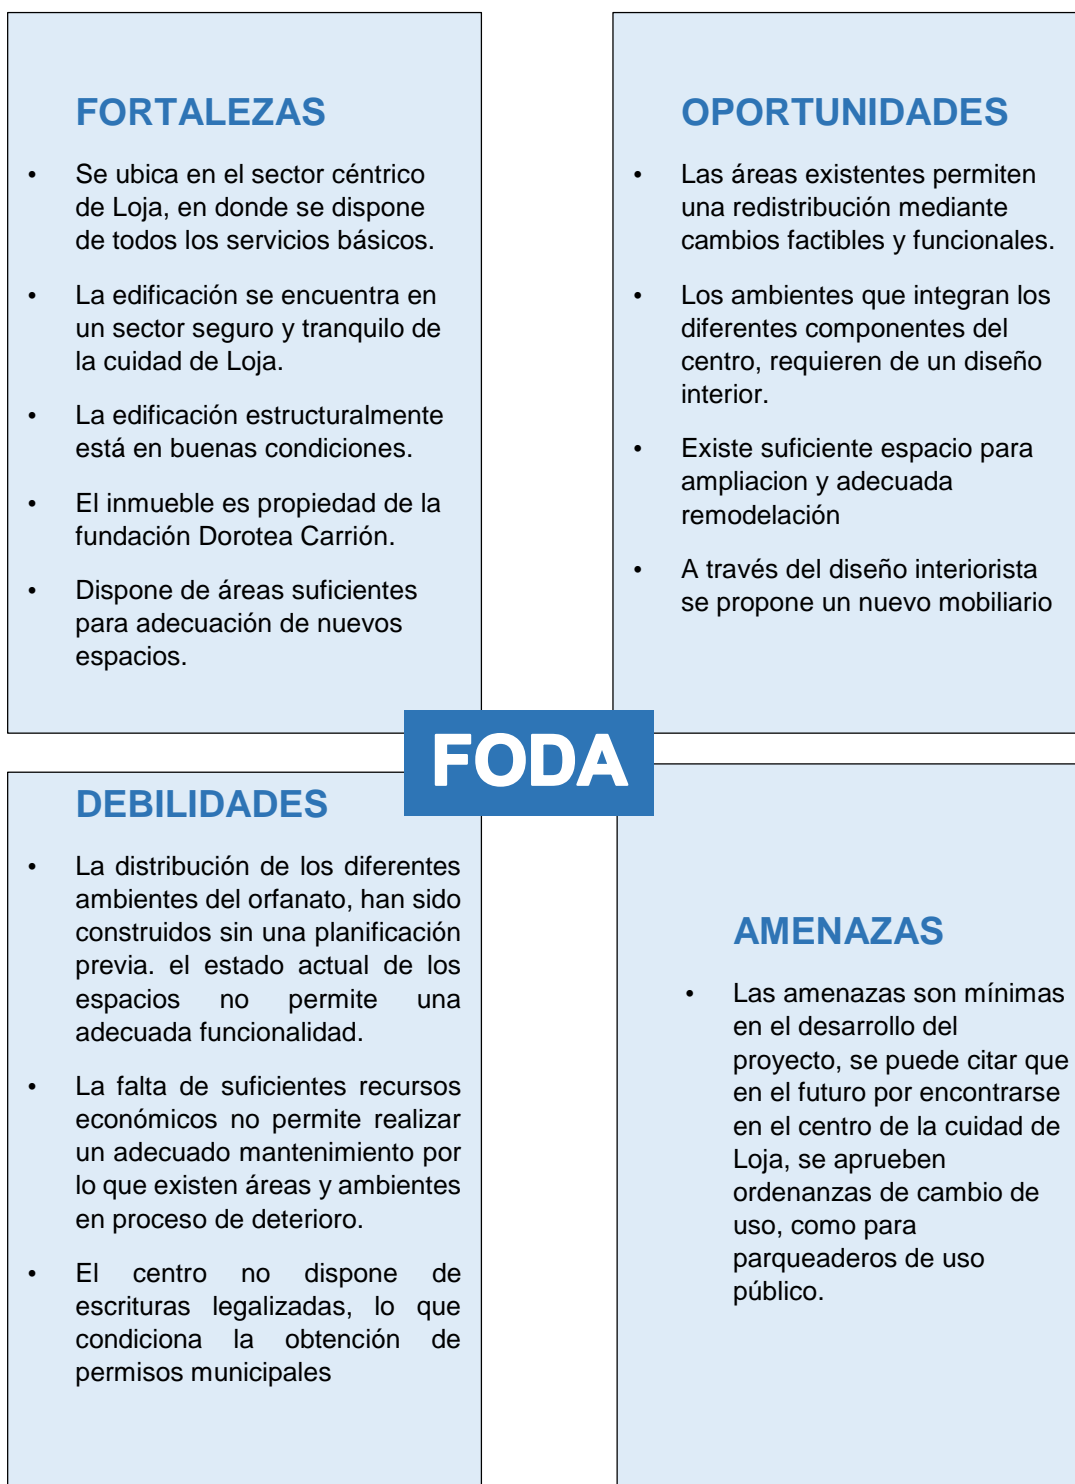 FORTALEZAS
• Se ubica en el sector céntrico
de Loja, en donde se dispone
de todos los servicios básicos.
• La edificación se encuentra en
un sector seguro y tranquilo de
la cuidad de Loja.
• La edificación estructuralmente
está en buenas condiciones.
• El inmueble es propiedad de la
fundación Dorotea Carrión.
• Dispone de áreas suficientes
para adecuación de nuevos
espacios.
OPORTUNIDADES
• Las áreas existentes permiten
una redistribución mediante
cambios factibles y funcionales.
• Los ambientes que integran los
diferentes componentes del
centro, requieren de un diseño
interior.
• Existe suficiente espacio para
ampliacion y adecuada
remodelación
• A través del diseño interiorista
se propone un nuevo mobiliario
FODA
DEBILIDADES
• La distribución de los diferentes
ambientes del orfanato, han sido
construidos sin una planificación
previa. el estado actual de los
espacios no permite una
adecuada funcionalidad.
• La falta de suficientes recursos
económicos no permite realizar
un adecuado mantenimiento por
lo que existen áreas y ambientes
en proceso de deterioro.
• El centro no dispone de
escrituras legalizadas, lo que
condiciona la obtención de
permisos municipales
AMENAZAS
• Las amenazas son mínimas
en el desarrollo del
proyecto, se puede citar que
en el futuro por encontrarse
en el centro de la cuidad de
Loja, se aprueben
ordenanzas de cambio de
uso, como para
parqueaderos de uso
público.